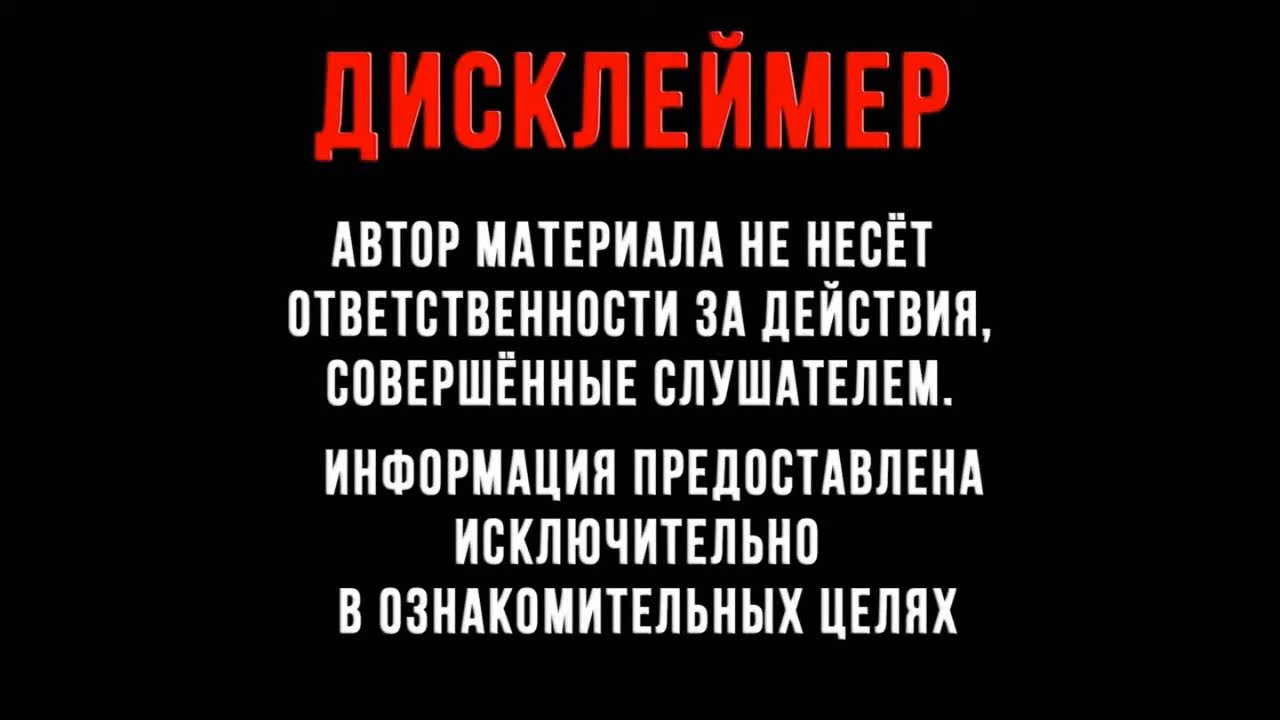 ДИСКЛЕЙМЕР
АВТОР МАТЕРИАЛА НЕ НЕСЁТ
ОТВЕТСТВЕННОСТИ ЗА ДЕЙСТВИЯ,
СОВЕРШЁННЫЕ СЛУШАТЕЛЕМ.
ИНФОРМАЦИЯ ПРЕДОСТАВЛЕНА
ИСКЛЮЧИТЕЛЬНО
В ОЗНАКОМИТЕЛЬНЫХ ЦЕЛЯХ